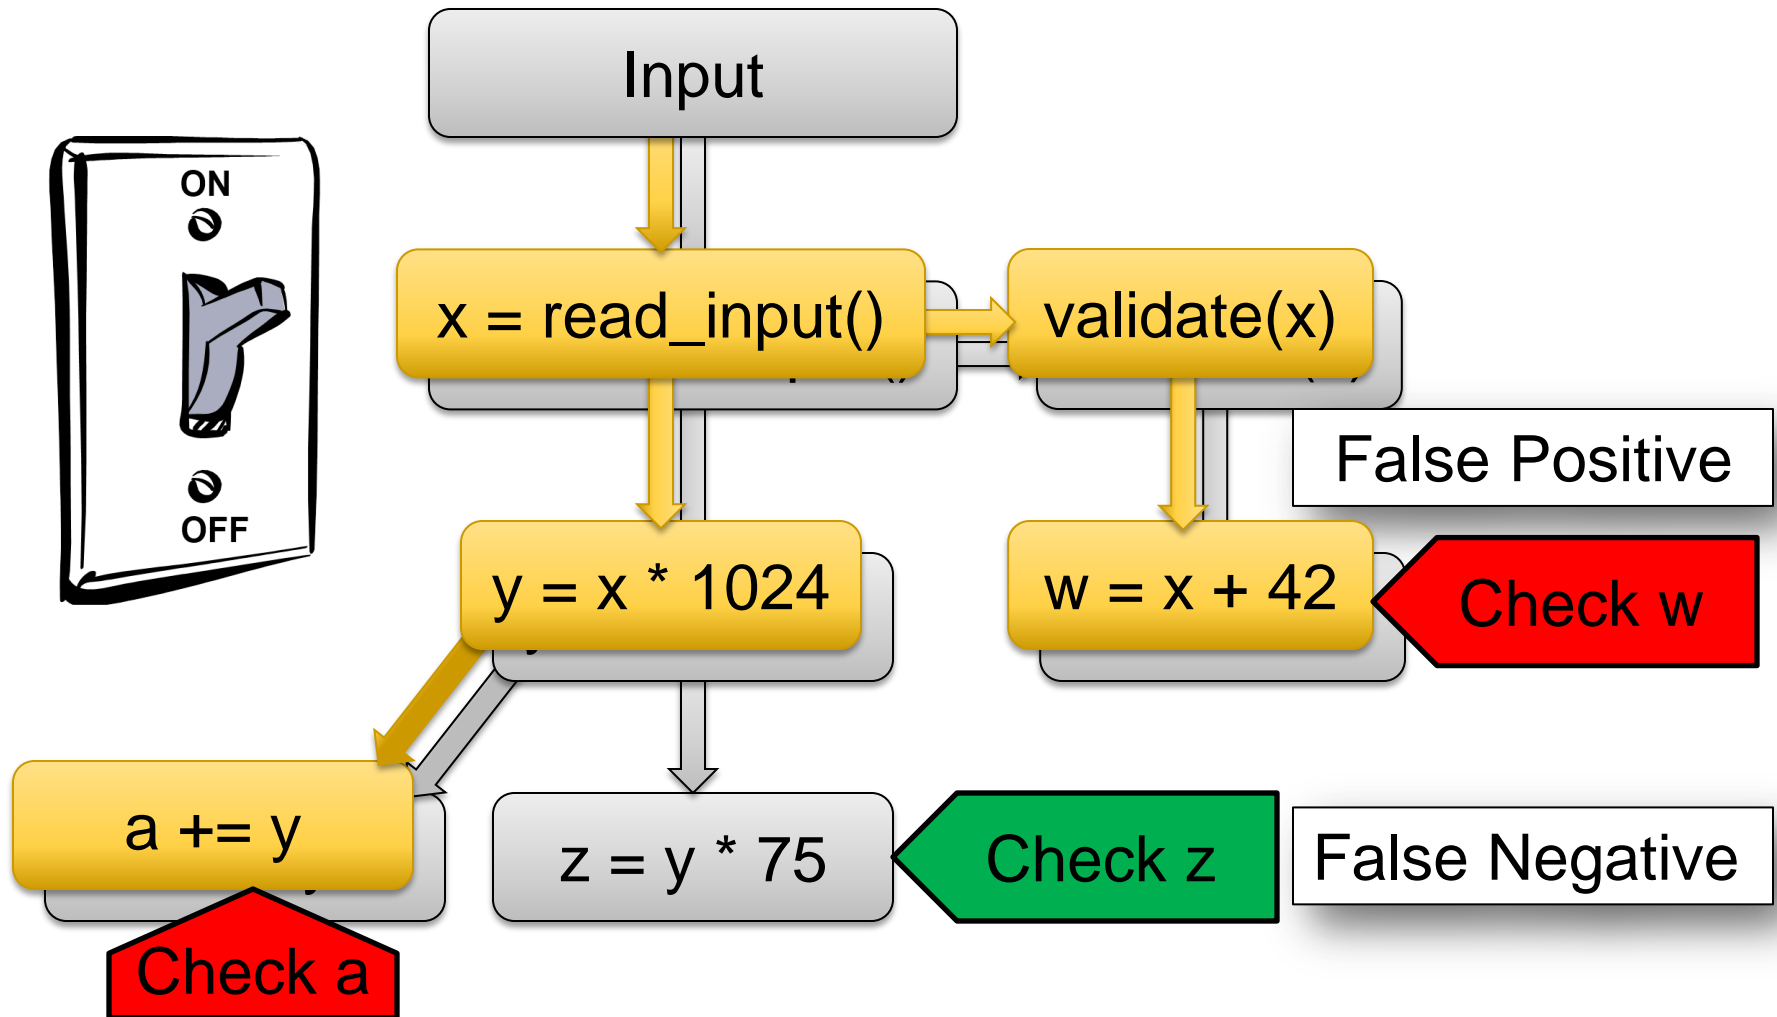 Input
ON
x = read_input()
validate(x)
False Positive
OFF
y = x * 1024
w = x + 42
Check w
a += y
z = y * 75
Check z
False Negative
Check a